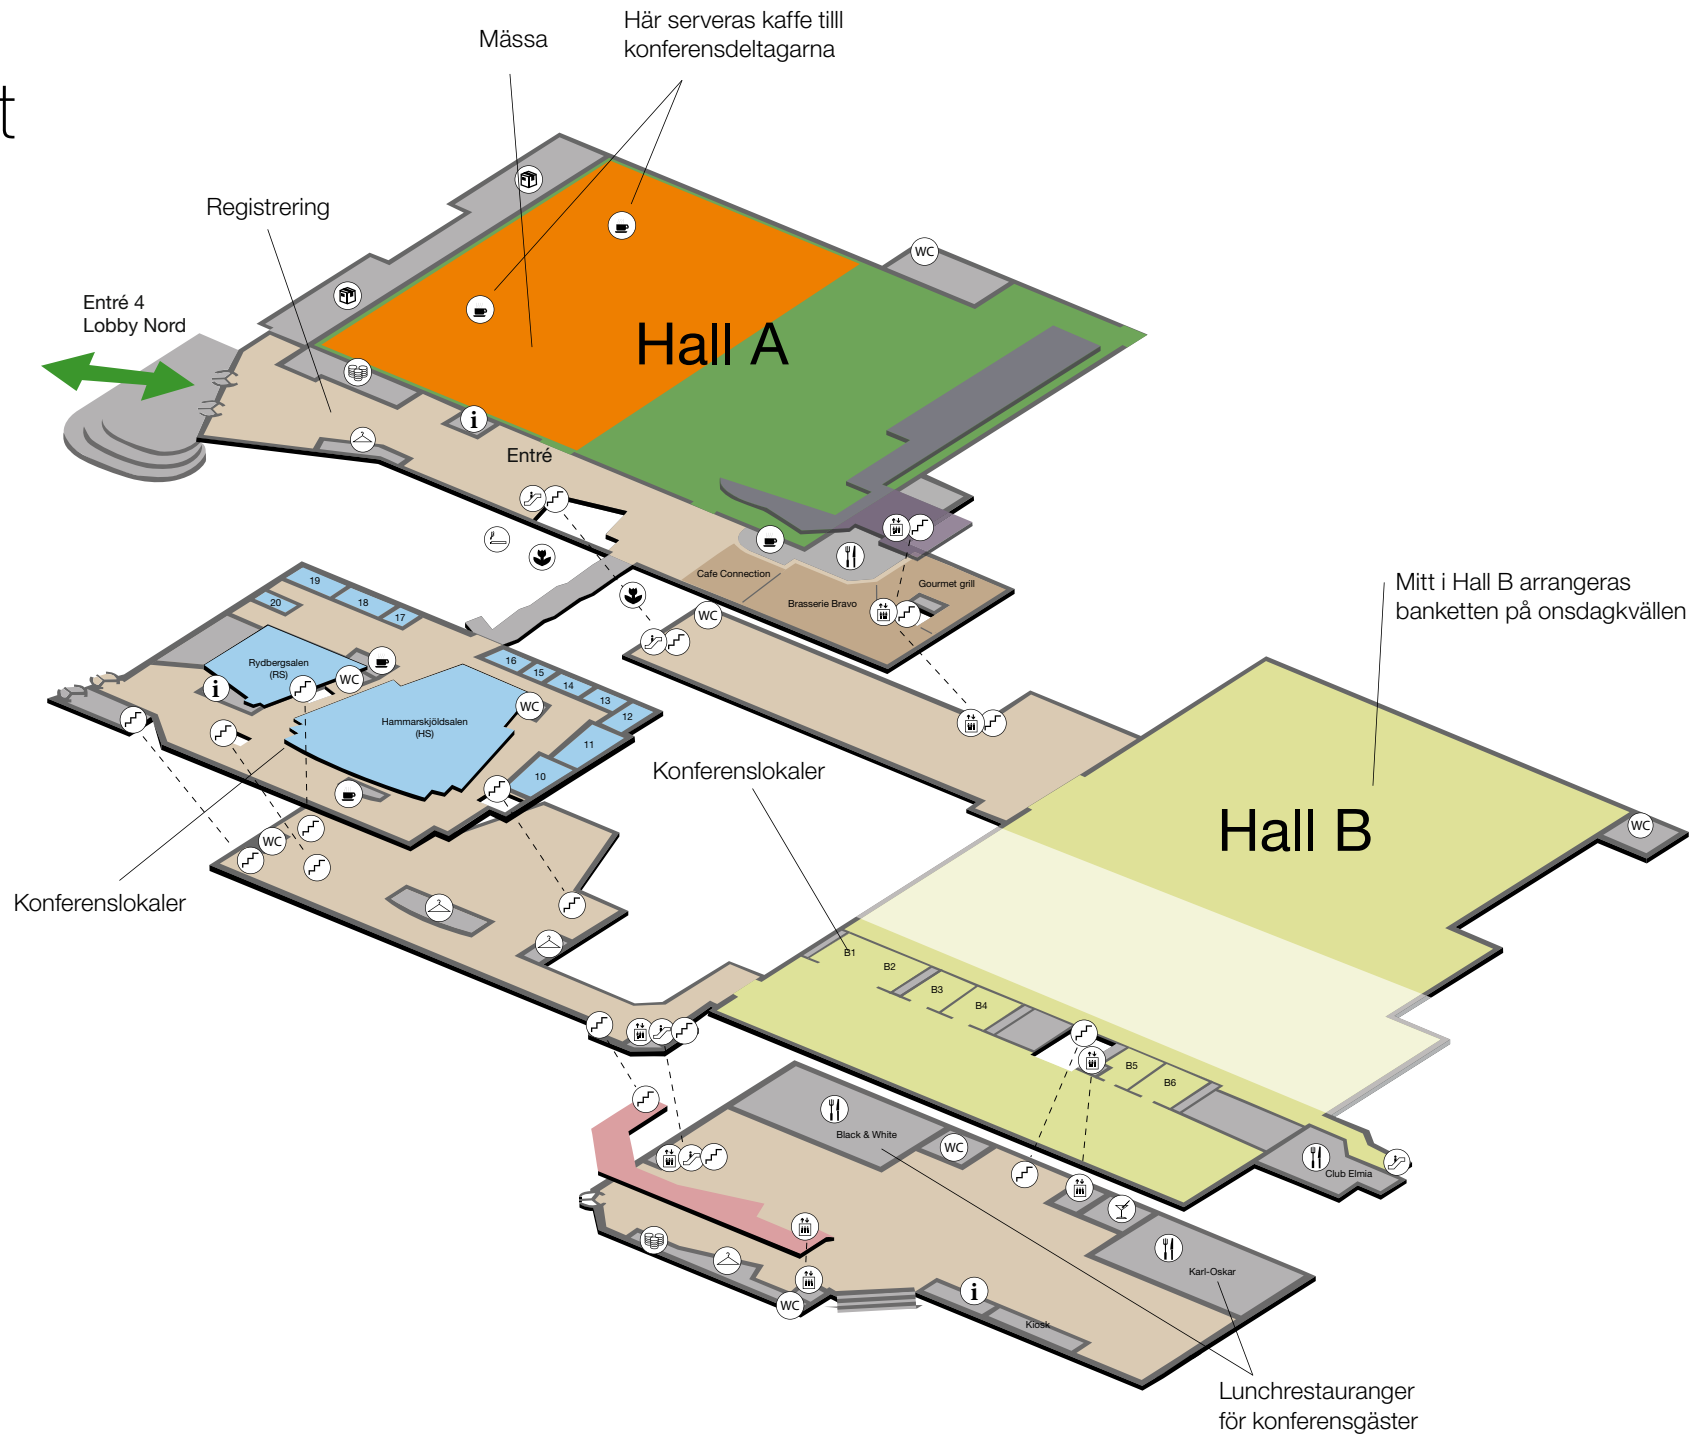 Här serveras kaffe tilll
konferensdeltagarna
Mässa
t
Registrering
WC
Entré 4
Lobby Nord
Hall A
i
Entré
Cafe Connection
Gourmet grill
Brasserie Bravo
Mitt i Hall B arrangeras
banketten på onsdagkvällen
19
18
17
20
WC
Rydbergsalen
(RS)
16
15
14
13
12
11
10
i
WC
WC
Hammarskjöldsalen
(HS)
Konferenslokaler
Hall B
WC
WC
Konferenslokaler
B1
B2
B3
B4
B5
B6
Black & White
WC
Club Elmia
Karl-Oskar
i
WC
Kiosk
Lunchrestauranger
för konferensgäster